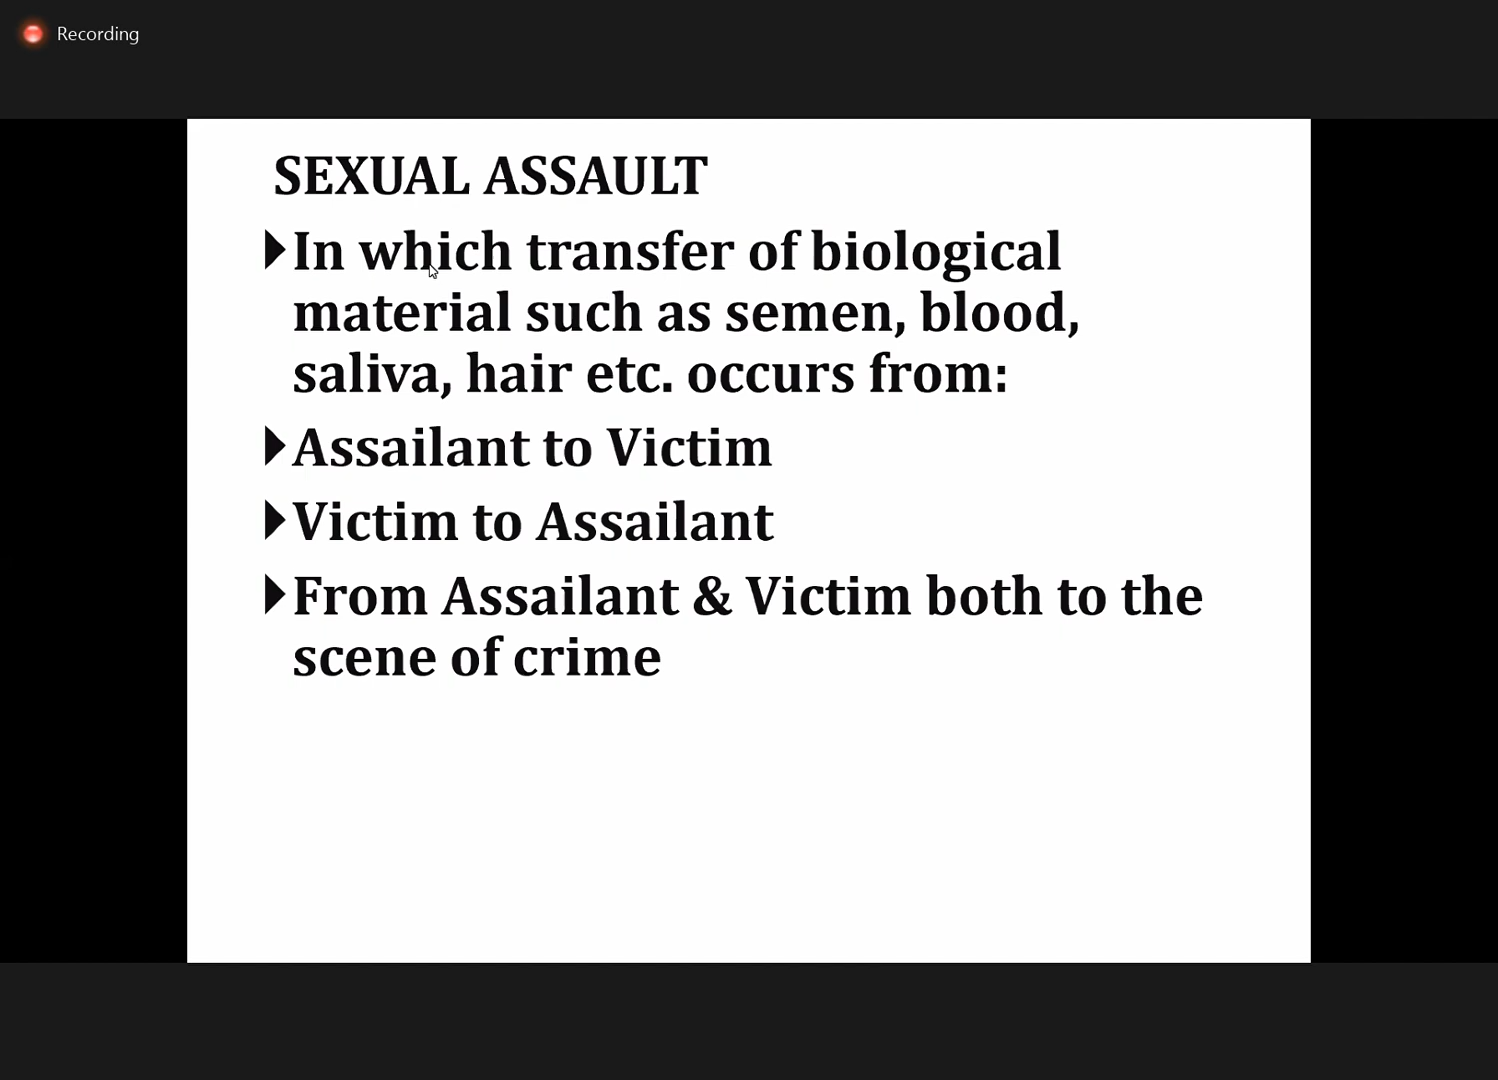 Recording
SEXUAL ASSAULT
In which transfer of biological
material such as semen, blood,
saliva, hair etc. occurs from:
Assailant to Victim
Victim to Assailant
From Assailant & Victim both to the
scene of crime